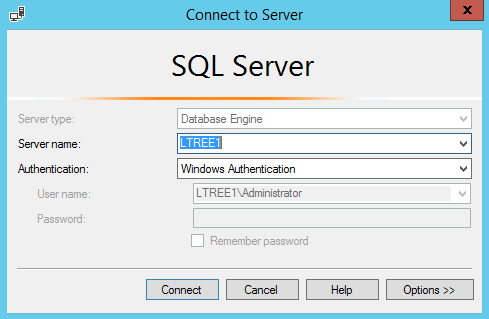 Connect to Server
x
SQL Server
Server type: Database Engine
Server name: LTREE1
Authentication: Windows Authentication
User name: LTREE1\Administrator
Password:
Remember password
Connect Cancel Help Options >>